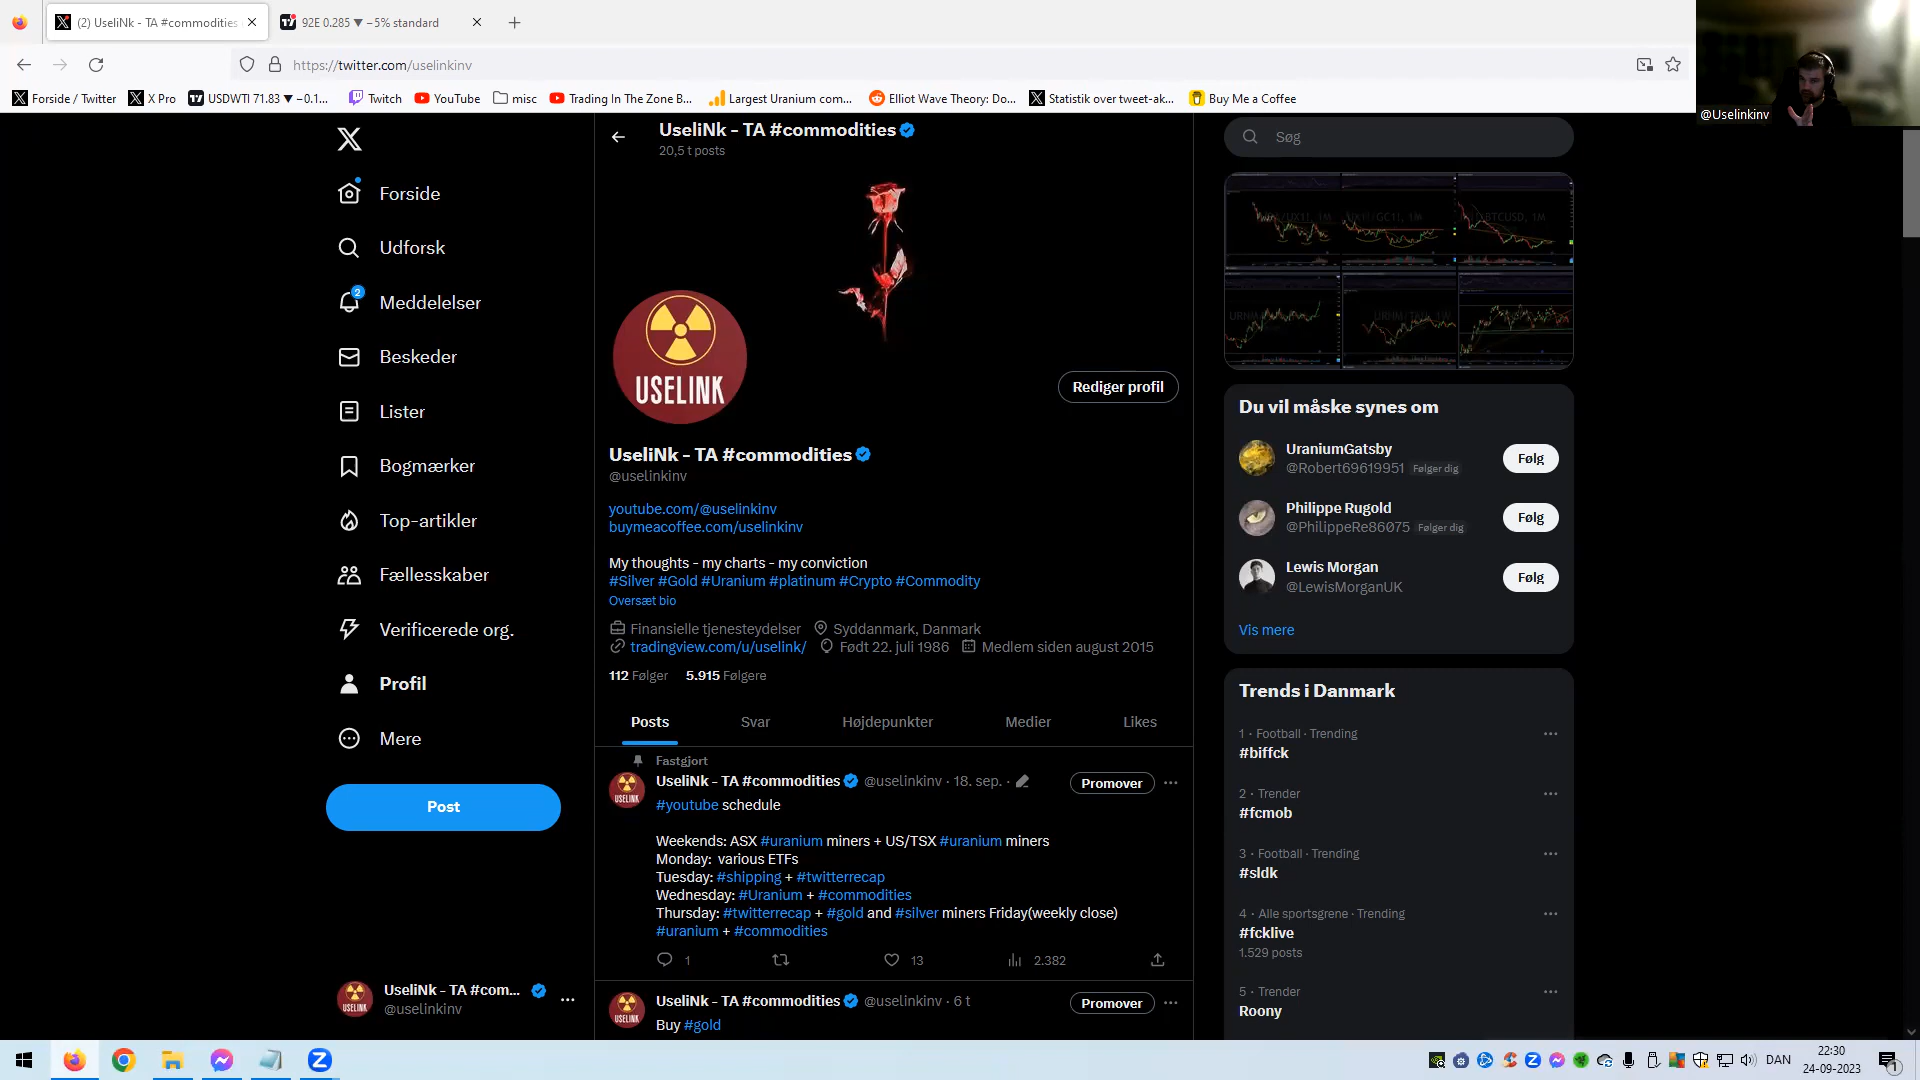 (2) UseliNk - TA #commodities
92E 0.285 ▼ −5% standard
https://twitter.com/uselinkinv
Forside / Twitter
X Pro
USDWTI 71.83 ▼ −0.1...
Twitch
YouTube
misc
Trading In The Zone B...
Largest Uranium com...
Elliot Wave Theory: Do...
Statistik over tweet-ak...
Buy Me a Coffee
@Uselinkinv
Forside
Udforsk
2
Meddelelser
Beskeder
Lister
Bogmærker
Top-artikler
Fællesskaber
Verificerede org.
Profil
Mere
Post
UseliNk - TA #com...
@uselinkinv
UseliNk - TA #commodities
20,5 t posts
USELINK
Rediger profil
UseliNk - TA #commodities
@uselinkinv
youtube.com/@uselinkinv
buymeacoffee.com/uselinkinv
My thoughts - my charts - my conviction
#Silver #Gold #Uranium #platinum #Crypto #Commodity
Oversæt bio
Finansielle tjenesteydelser Syddanmark, Danmark
tradingview.com/u/uselink/ Født 22. juli 1986 Medlem siden august 2015
112 Følger 5.915 Følgere
Posts Svar Højdepunkter Medier Likes
Fastgjort
UseliNk - TA #commodities @uselinkinv · 18. sep. ·
Promover
#youtube schedule
Weekends: ASX #uranium miners + US/TSX #uranium miners
Monday: various ETFs
Tuesday: #shipping + #twitterrecap
Wednesday: #Uranium + #commodities
Thursday: #twitterrecap + #gold and #silver miners Friday(weekly close)
#uranium + #commodities
1 13 2.382
UseliNk - TA #commodities @uselinkinv · 6 t
Promover
Buy #gold
Søg
Du vil måske synes om
UraniumGatsby
@Robert69619951 Følger dig
Følg
Philippe Rugold
@PhilippeRe86075 Følger dig
Følg
Lewis Morgan
@LewisMorganUK
Følg
Vis mere
Trends i Danmark
1 · Football · Trending
#biffck
2 · Trender
#fcmob
3 · Football · Trending
#sldk
4 · Alle sportsgrene · Trending
#fcklive
1.529 posts
5 · Trender
Roony
DAN
22:30
24-09-2023
1